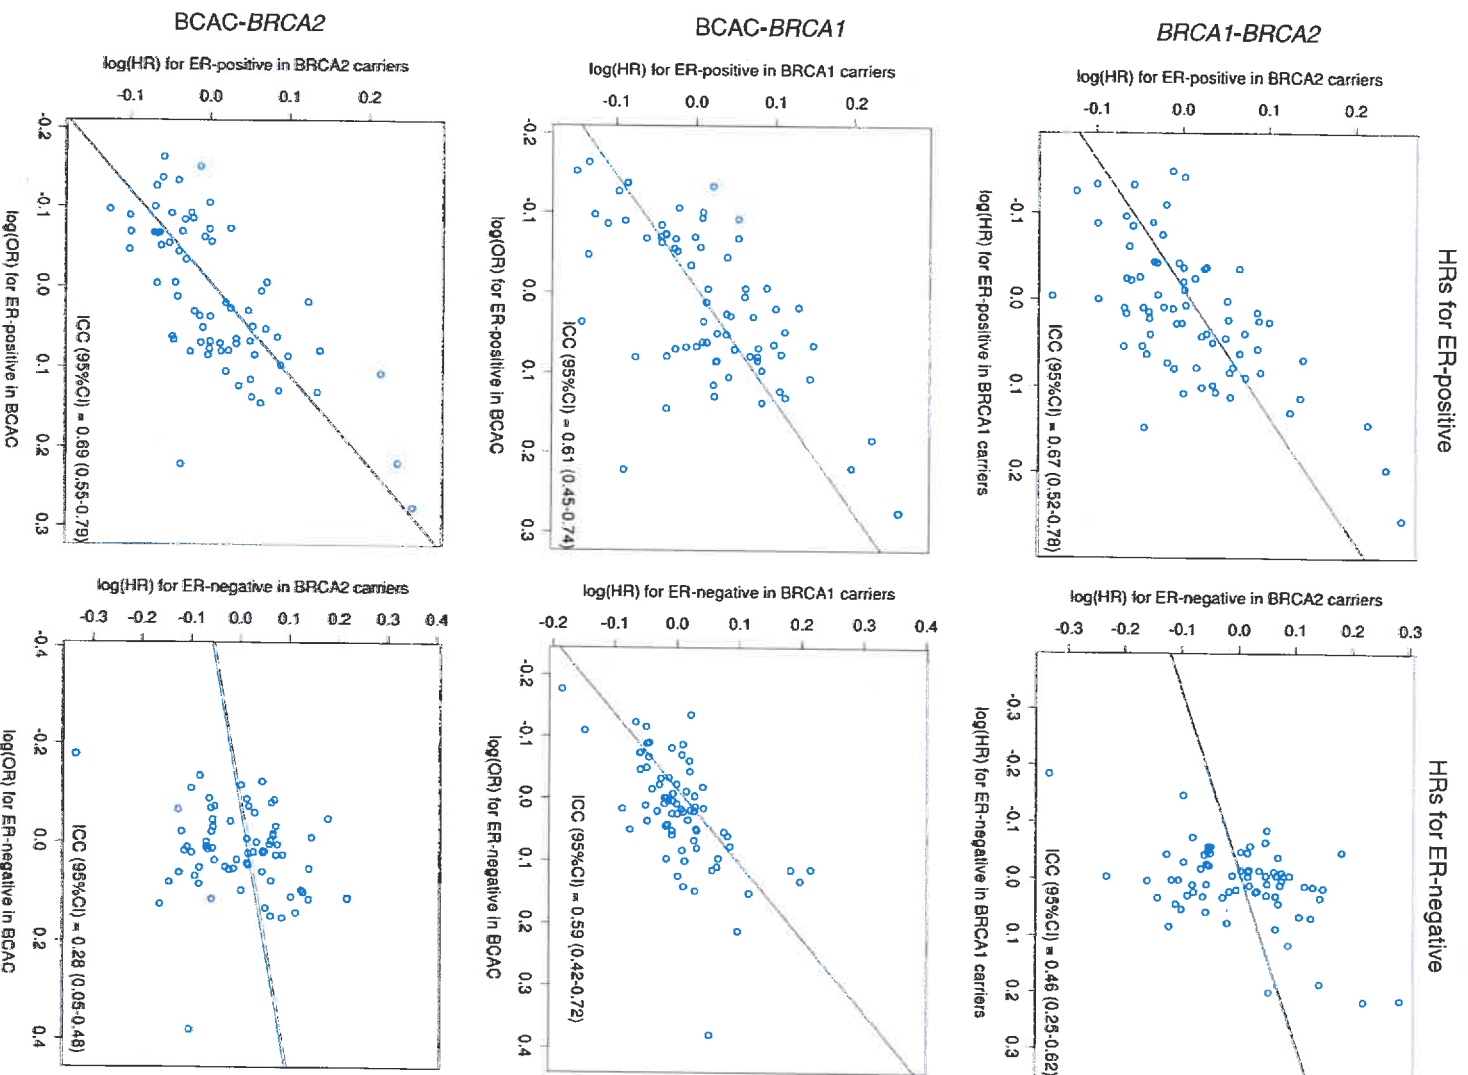 HRs for ER-positive
HRs for ER-negative
BRCA1-BRCA2
log(HR) for ER-positive in BRCA2 carriers
-0.1 0.0 0.1 0.2
-0.1 0.0 0.1 0.2
ICC (95%CI) = 0.67 (0.52-0.78)
log(HR) for ER-positive in BRCA1 carriers
log(HR) for ER-negative in BRCA2 carriers
-0.3 -0.2 -0.1 0.0 0.1 0.2 0.3
-0.3 -0.2 -0.1 0.0 0.1 0.2 0.3
ICC (95%CI) = 0.46 (0.25-0.62)
log(HR) for ER-negative in BRCA1 carriers
BCAC-BRCA1
log(HR) for ER-positive in BRCA1 carriers
-0.1 0.0 0.1 0.2
-0.2 -0.1 0.0 0.1 0.2 0.3
ICC (95%CI) = 0.61 (0.45-0.74)
log(OR) for ER-positive in BCAC
log(HR) for ER-negative in BRCA1 carriers
-0.2 -0.1 0.0 0.1 0.2 0.3 0.4
-0.2 -0.1 0.0 0.1 0.2 0.3 0.4
ICC (95%CI) = 0.59 (0.42-0.72)
log(OR) for ER-negative in BCAC
BCAC-BRCA2
log(HR) for ER-positive in BRCA2 carriers
-0.1 0.0 0.1 0.2
-0.2 -0.1 0.0 0.1 0.2 0.3
ICC (95%CI) = 0.69 (0.55-0.79)
log(OR) for ER-positive in BCAC
log(HR) for ER-negative in BRCA2 carriers
-0.3 -0.2 -0.1 0.0 0.1 0.2 0.3 0.4
-0.4 -0.2 0.0 0.2 0.4
ICC (95%CI) = 0.28 (0.05-0.48)
log(OR) for ER-negative in BCAC